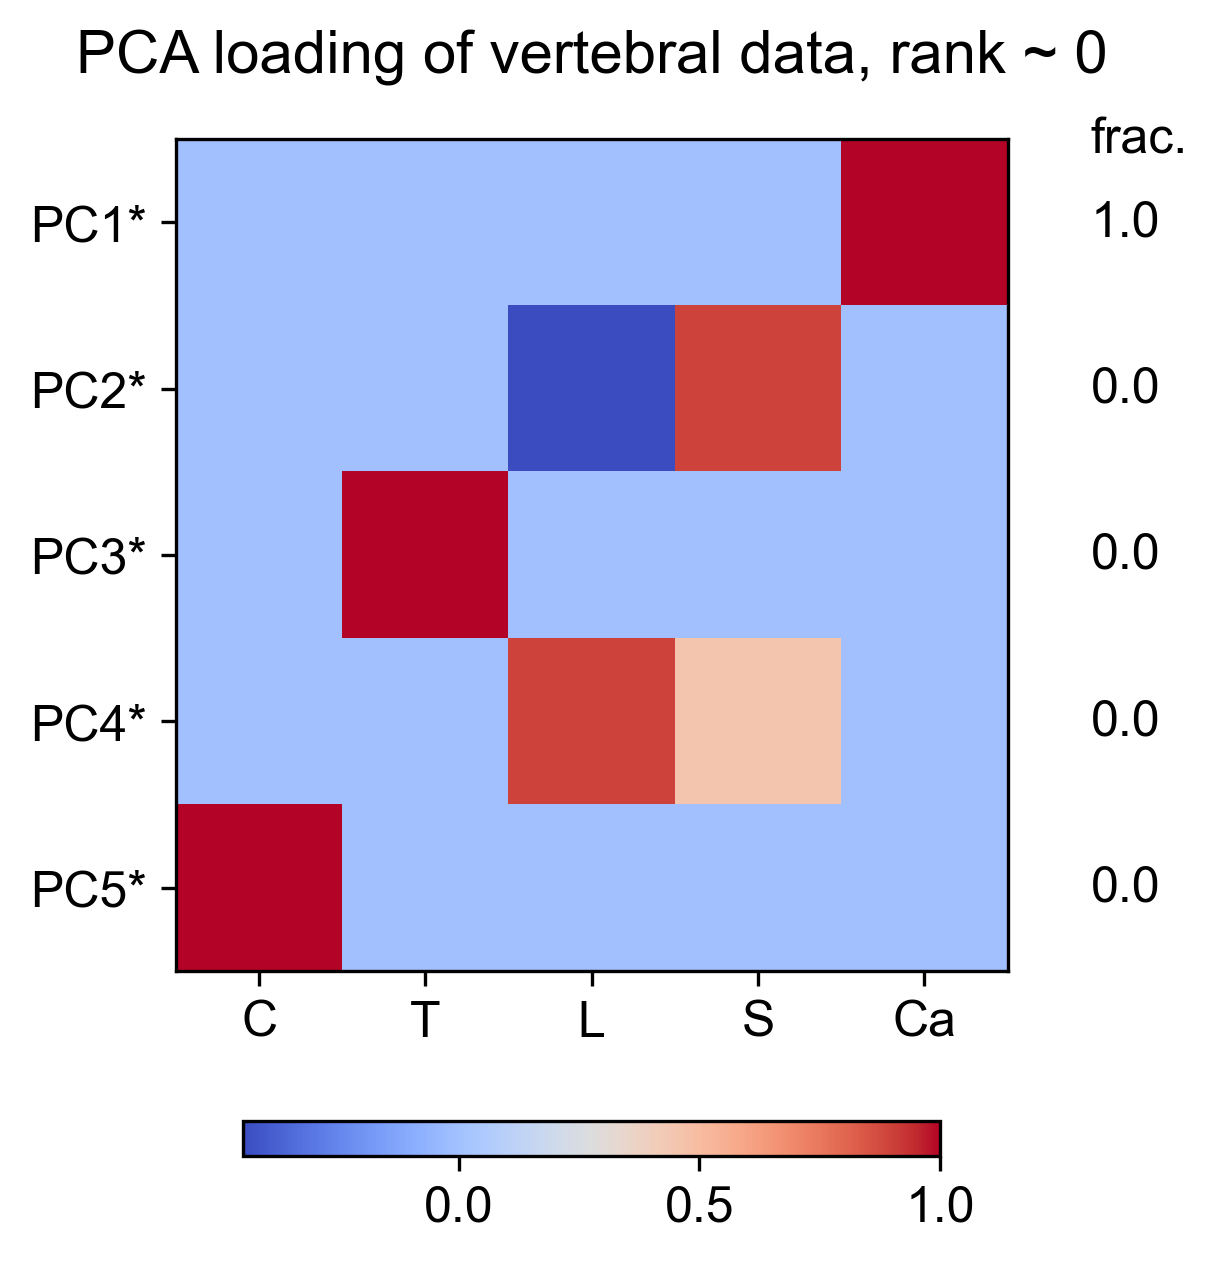 PCA loading of vertebral data, rank ~ 0
frac.
PC1* 1.0
PC2* 0.0
PC3* 0.0
PC4* 0.0
PC5* 0.0
C T L S Ca
0.0 0.5 1.0